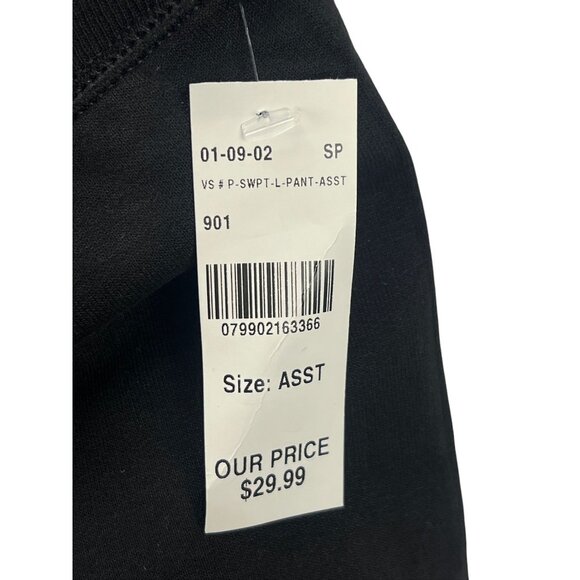 01-09-02 SP
VS # P-SWPT-L-PANT-ASST
901
079902163366
Size: ASST
OUR PRICE
$29.99